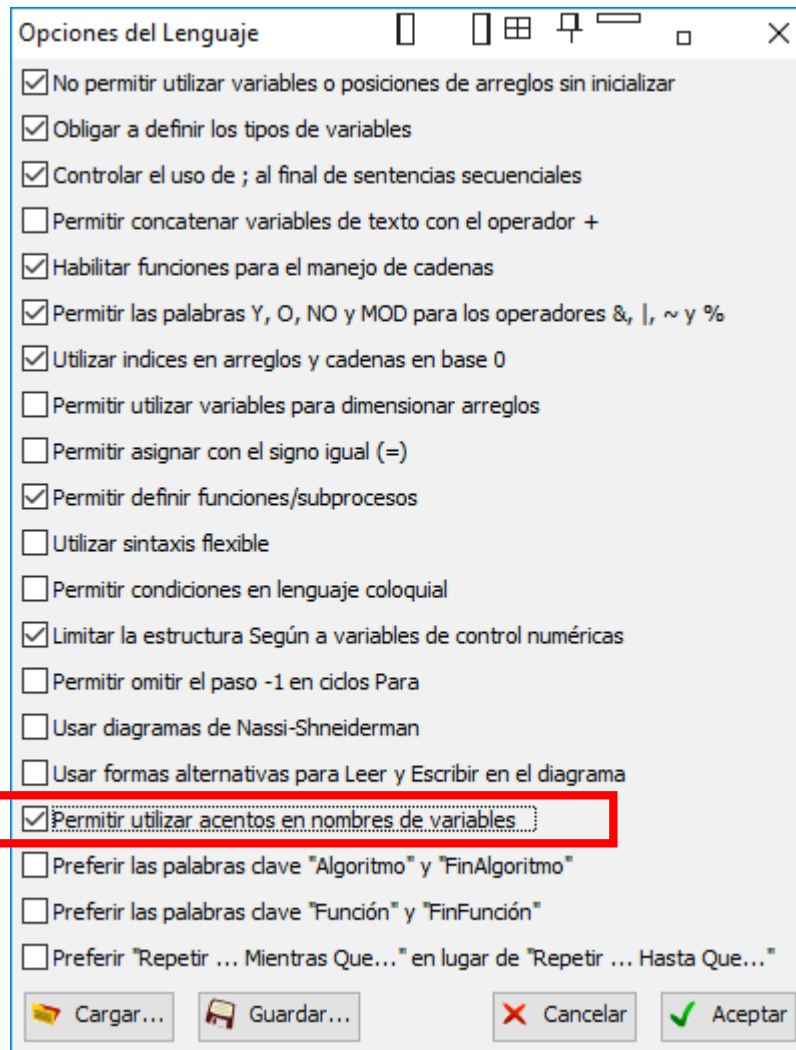 Opciones del Lenguaje
No permitir utilizar variables o posiciones de arreglos sin inicializar
Obligar a definir los tipos de variables
Controlar el uso de ; al final de sentencias secuenciales
Permitir concatenar variables de texto con el operador +
Habilitar funciones para el manejo de cadenas
Permitir las palabras Y, O, NO y MOD para los operadores &, |, ~ y %
Utilizar indices en arreglos y cadenas en base 0
Permitir utilizar variables para dimensionar arreglos
Permitir asignar con el signo igual (=)
Permitir definir funciones/subprocesos
Utilizar sintaxis flexible
Permitir condiciones en lenguaje coloquial
Limitar la estructura Según a variables de control numéricas
Permitir omitir el paso -1 en ciclos Para
Usar diagramas de Nassi-Shneiderman
Usar formas alternativas para Leer y Escribir en el diagrama
Permitir utilizar acentos en nombres de variables
Preferir las palabras clave "Algoritmo" y "FinAlgoritmo"
Preferir las palabras clave "Función" y "FinFunción"
Preferir "Repetir ... Mientras Que..." en lugar de "Repetir ... Hasta Que..."
Cargar... Guardar... Cancelar Aceptar